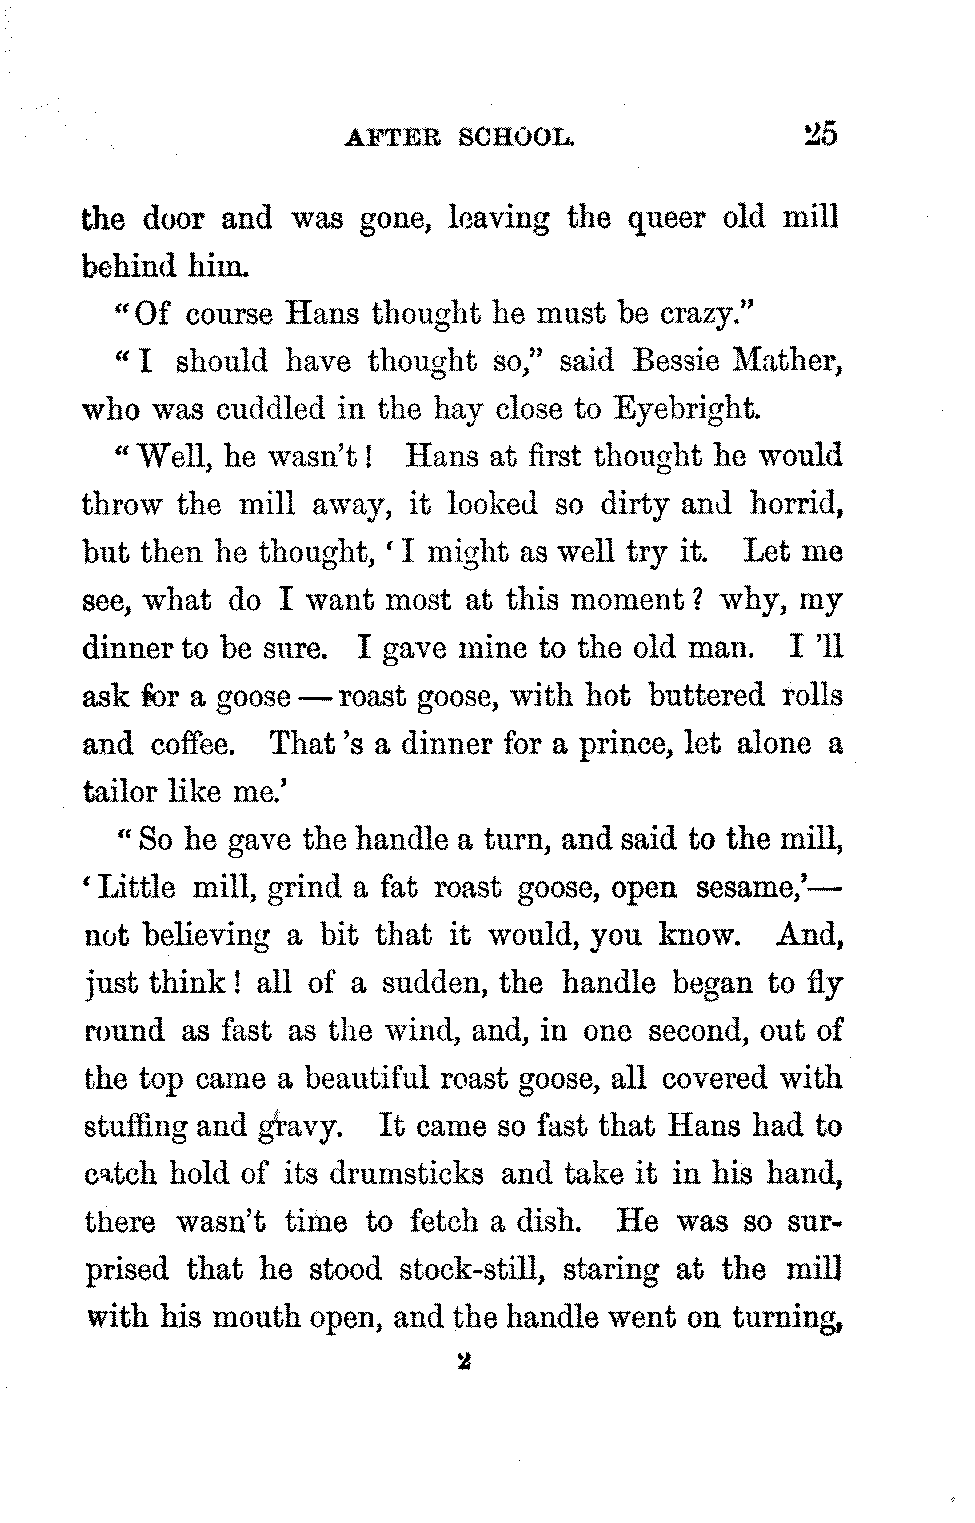 AFTER SCHOOL. 25
the door and was gone, leaving the queer old mill
behind him.
“Of course Hans thought he must be crazy.”
“I should have thought so,” said Bessie Mather,
who was cuddled in the hay close to Eyebright.
“Well, he wasn’t! Hans at first thought he would
throw the mill away, it looked so dirty and horrid,
but then he thought, ‘I might as well try it. Let me
see, what do I want most at this moment? why, my
dinner to be sure. I gave mine to the old man. I ’ll
ask for a goose — roast goose, with hot buttered rolls
and coffee. That ’s a dinner for a prince, let alone a
tailor like me.’
“So he gave the handle a turn, and said to the mill,
‘Little mill, grind a fat roast goose, open sesame,’—
not believing a bit that it would, you know. And,
just think! all of a sudden, the handle began to fly
round as fast as the wind, and, in one second, out of
the top came a beautiful roast goose, all covered with
stuffing and gravy. It came so fast that Hans had to
catch hold of its drumsticks and take it in his hand,
there wasn’t time to fetch a dish. He was so sur-
prised that he stood stock-still, staring at the mill
with his mouth open, and the handle went on turning,
2